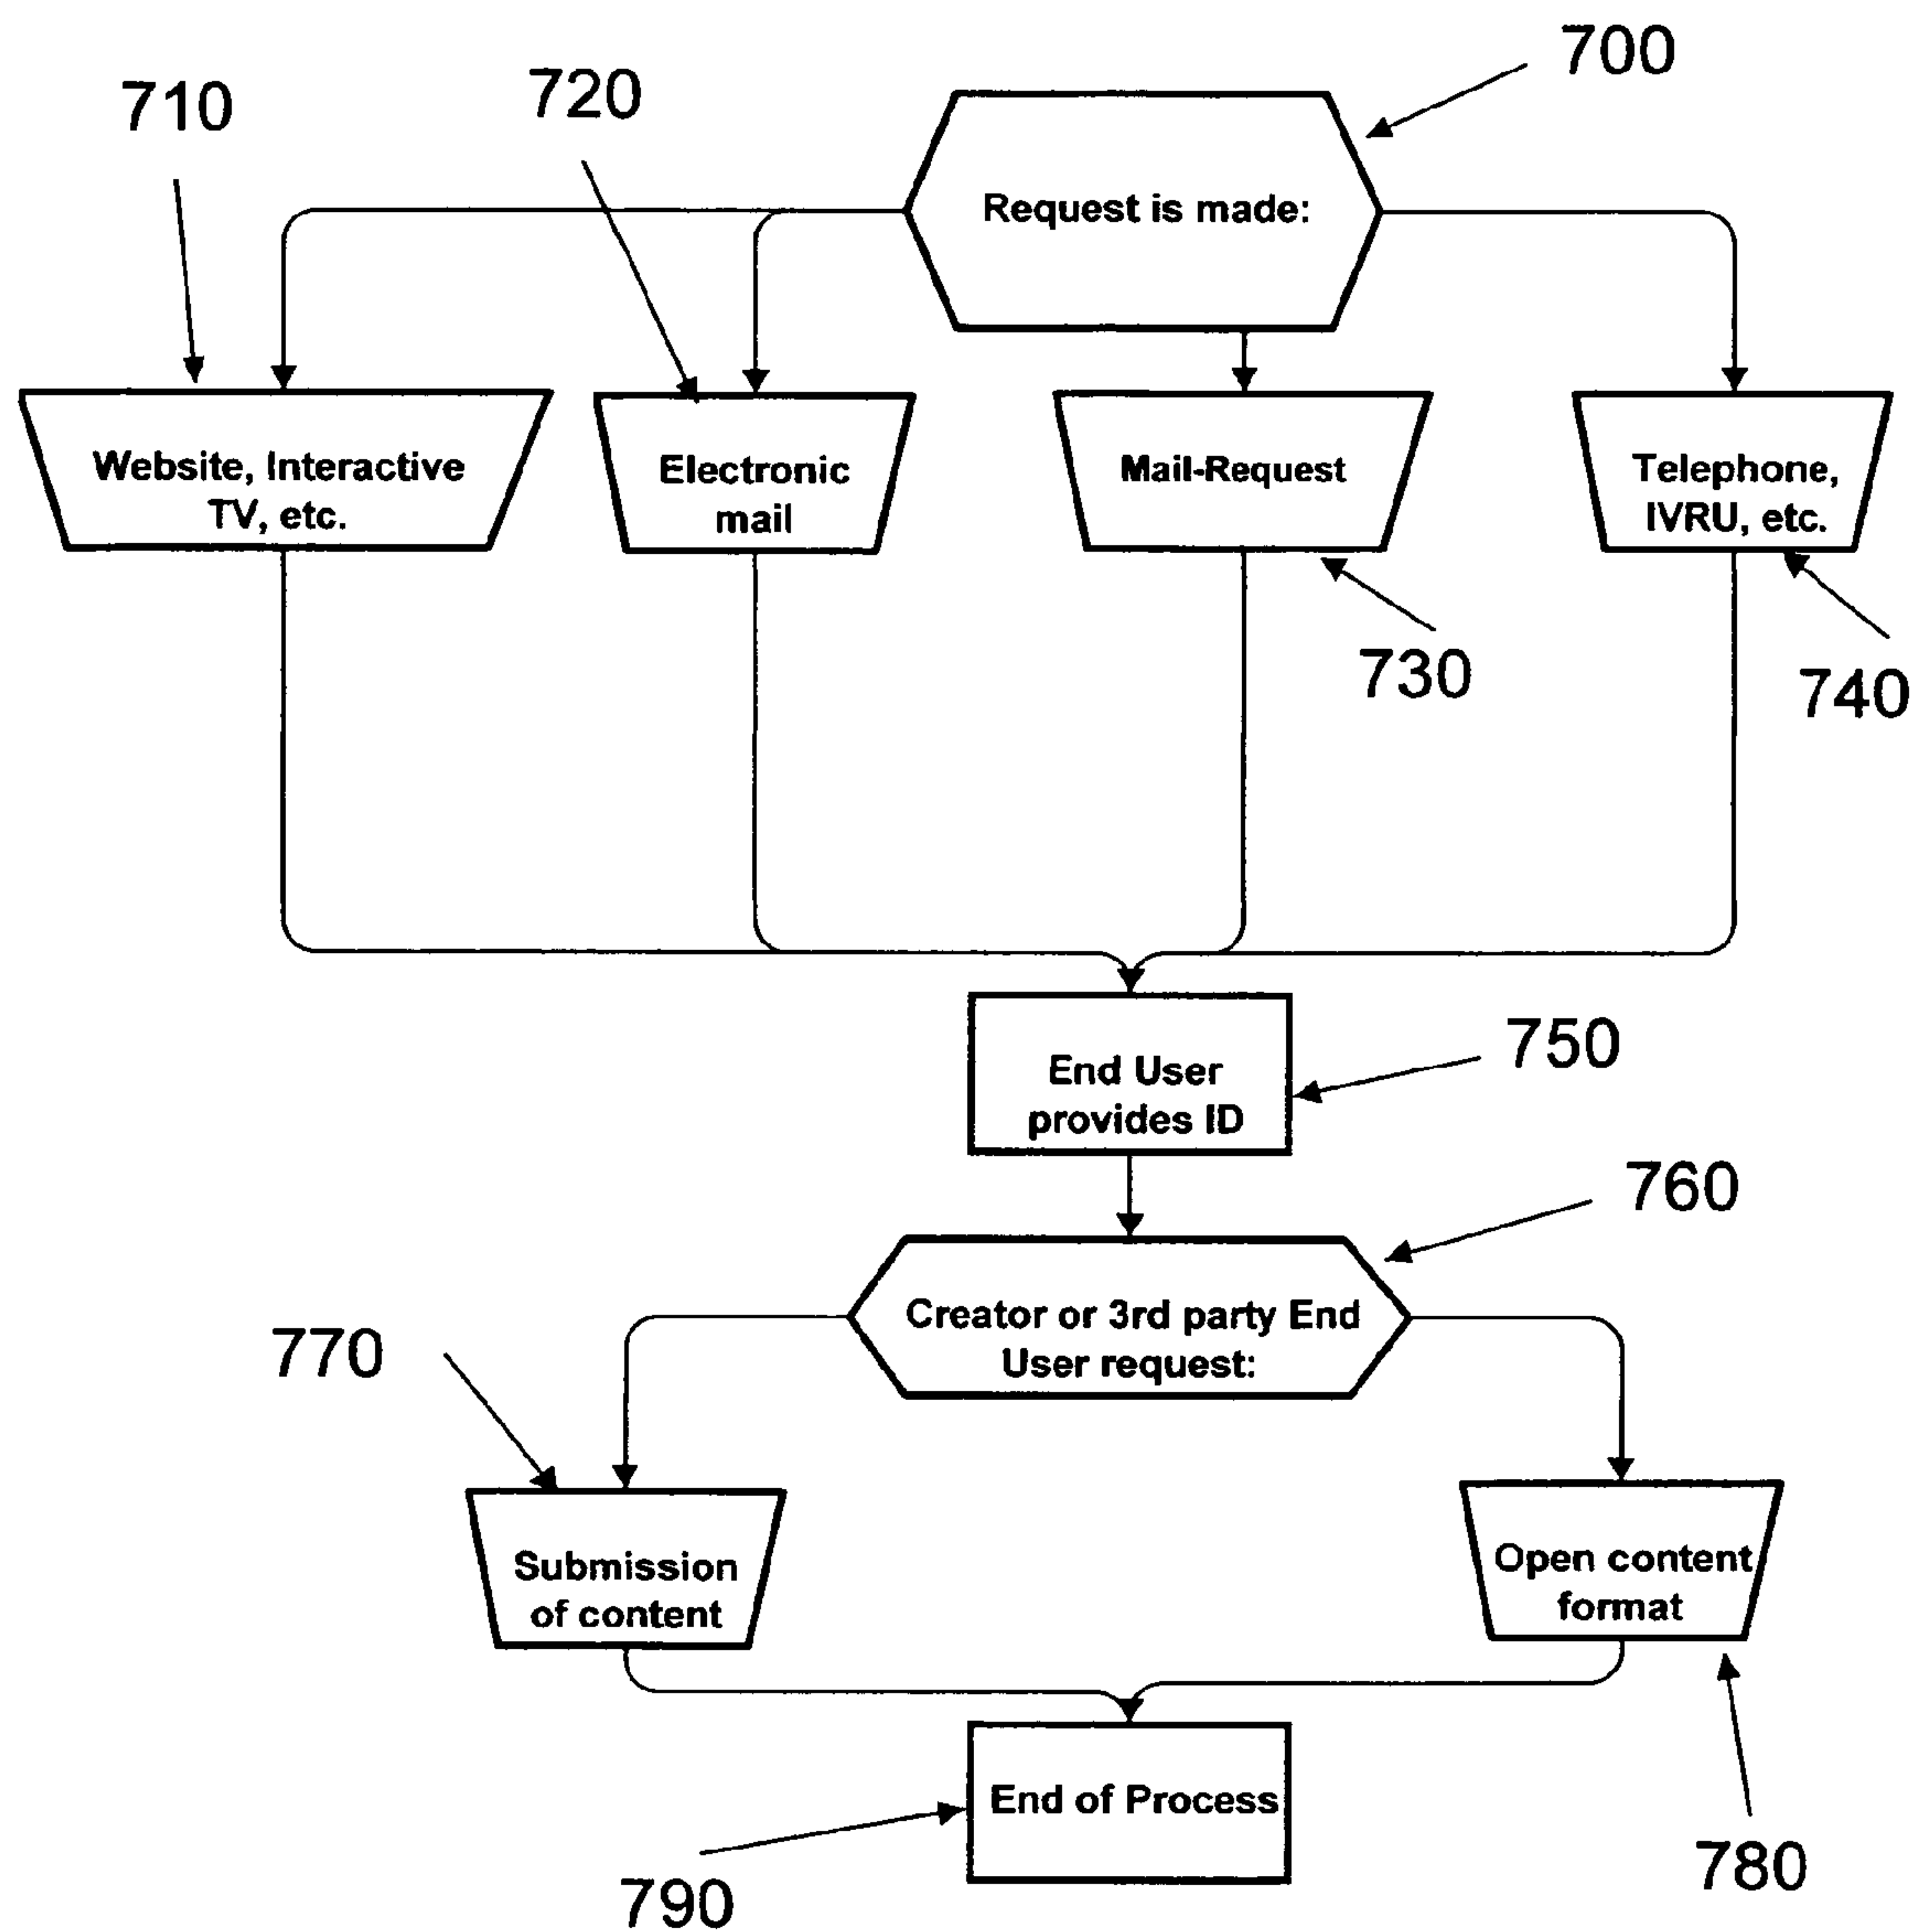 700
710
720
Request is made:
Website, Interactive
TV, etc.
Electronic
mail
Mail-Request
Telephone,
IVRU, etc.
730
740
End User
provides ID
750
760
Creator or 3rd party End
User request:
770
Submission
of content
Open content
format
End of Process
780
790